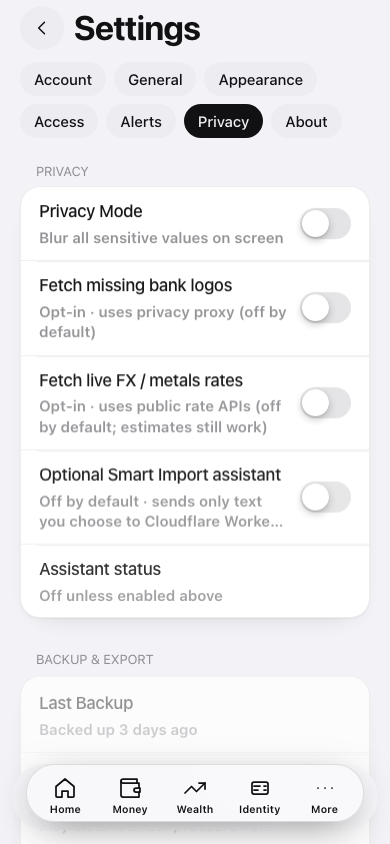 Settings
Account General Appearance
Access Alerts Privacy About
PRIVACY
Privacy Mode
Blur all sensitive values on screen
Fetch missing bank logos
Opt-in · uses privacy proxy (off by
default)
Fetch live FX / metals rates
Opt-in · uses public rate APIs (off
by default; estimates still work)
Optional Smart Import assistant
Off by default · sends only text
you choose to Cloudflare Worke...
Assistant status
Off unless enabled above
BACKUP & EXPORT
Last Backup
Backed up 3 days ago
Home Money Wealth Identity More